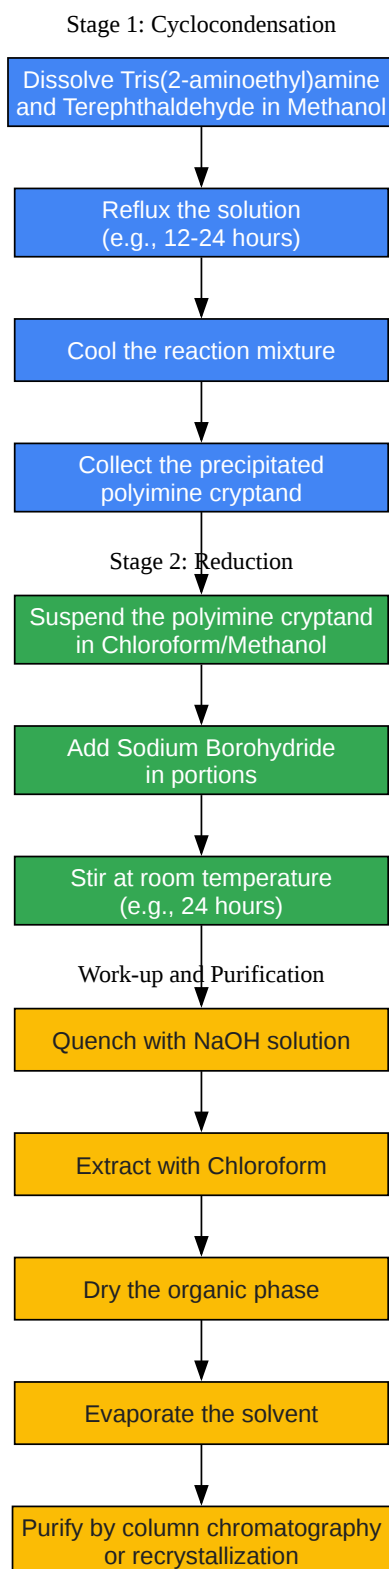 Stage 1: Cyclocondensation
Dissolve Tris(2-aminoethyl)amine
and Terephthaldehyde in Methanol
Reflux the solution
(e.g., 12-24 hours)
Cool the reaction mixture
Collect the precipitated
polyimine cryptand
Stage 2: Reduction
Suspend the polyimine cryptand
in Chloroform/Methanol
Add Sodium Borohydride
in portions
Stir at room temperature
(e.g., 24 hours)
Work-up and Purification
Quench with NaOH solution
Extract with Chloroform
Dry the organic phase
Evaporate the solvent
Purify by column chromatography
or recrystallization